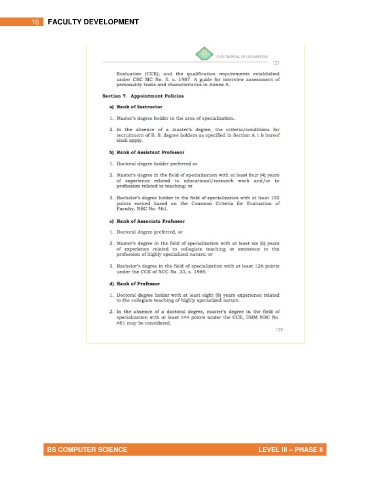 16 FACULTY DEVELOPMENT
CvSU MANUAL OF OPERATIONS
127
Evaluation (CCE), and the qualification requirements established
under CSC MC No. 5, s. 1987. A guide for interview assessment of
personality traits and characteristics in Annex A.
Section 7. Appointment Policies
a) Rank of Instructor
1. Master's degree holder in the area of specialization.
2. In the absence of a master's degree, the criteria/conditions for
recruitment of B. S. degree holders as specified in Section A.1.b hereof
shall apply.
b) Rank of Assistant Professor
1. Doctoral degree holder preferred or
2. Master's degree in the field of specialization with at least four (4) years
of experience related to educational/research work and/or in
profession related to teaching; or
3. Bachelor's degree holder in the field of specialization with at least 102
points earned based on the Common Criteria for Evaluation of
Faculty, NBC No. 461.
c) Rank of Associate Professor
1. Doctoral degree preferred, or
2. Master's degree in the field of specialization with at least six (6) years
of experience related to collegiate teaching or eminence in the
profession of highly specialized nature; or
3. Bachelor's degree in the field of specialization with at least 126 points
under the CCE of NCC No. 33, s. 1985.
d) Rank of Professor
1. Doctoral degree holder with at least eight (8) years experience related
to the collegiate teaching of highly specialized nature.
2. In the absence of a doctoral degree, master's degree in the field of
specialization with at least 144 points under the CCE, DBM NBC No.
461 may be considered.
128
BS COMPUTER SCIENCE LEVEL III – PHASE II